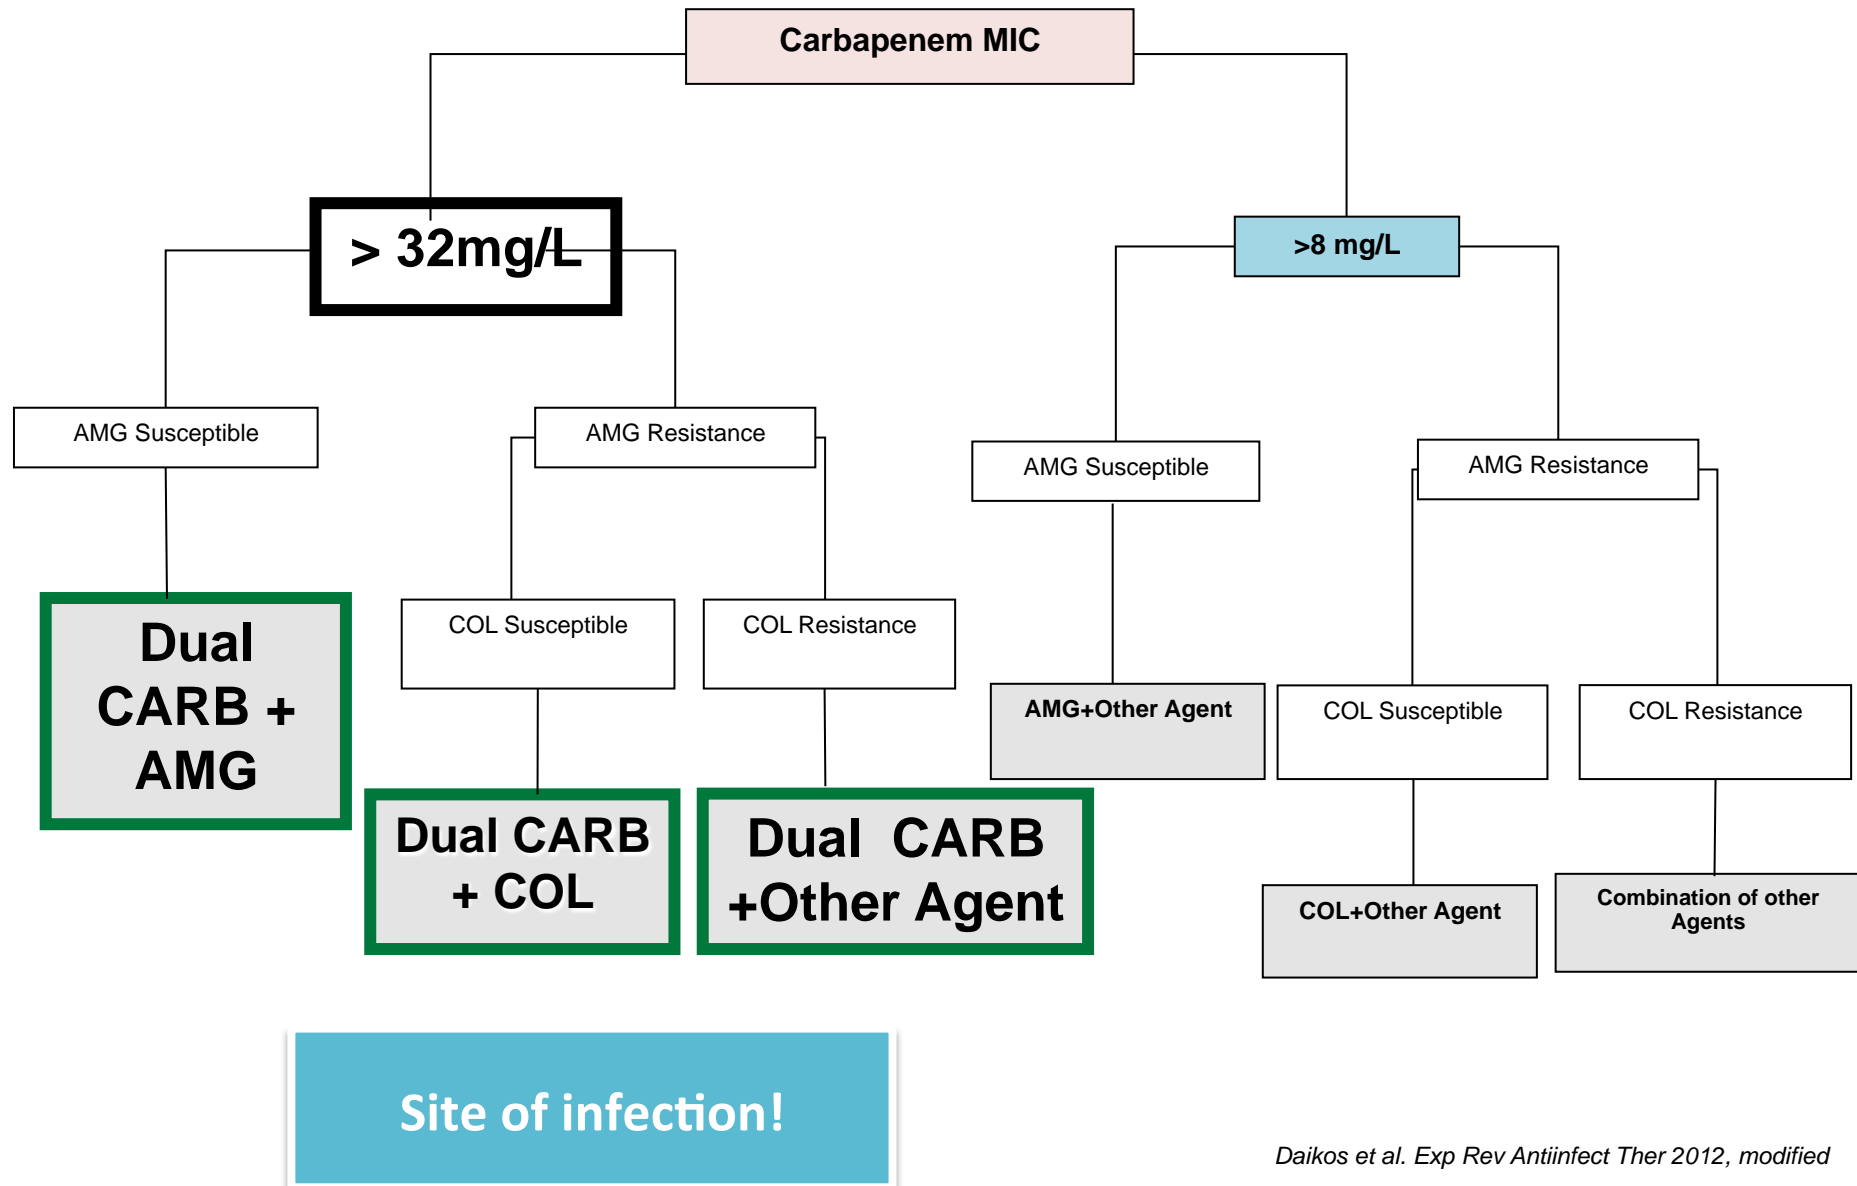 Carbapenem MIC
> 32mg/L
>8 mg/L
AMG Susceptible
AMG Resistance
AMG Susceptible
AMG Resistance
COL Susceptible
COL Resistance
COL Susceptible
COL Resistance
Dual
CARB +
AMG
AMG+Other Agent
Dual CARB
+ COL
Dual CARB
+Other Agent
COL+Other Agent
Combination of other
Agents
Site of infection!
Daikos et al. Exp Rev Antiinfect Ther 2012, modified